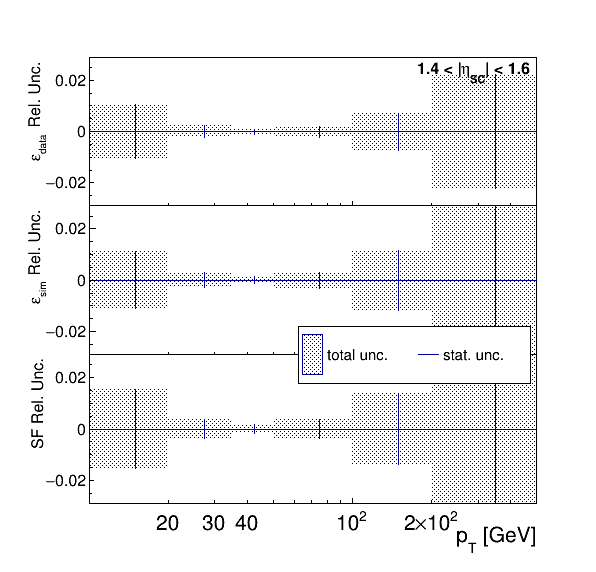 1.4 < |η_sc| < 1.6
ε_data Rel. Unc.
0.02
0
−0.02
ε_sim Rel. Unc.
0.02
0
−0.02
total unc.
stat. unc.
SF Rel. Unc.
0.02
0
−0.02
20 30 40 10² 2×10²
p_T [GeV]